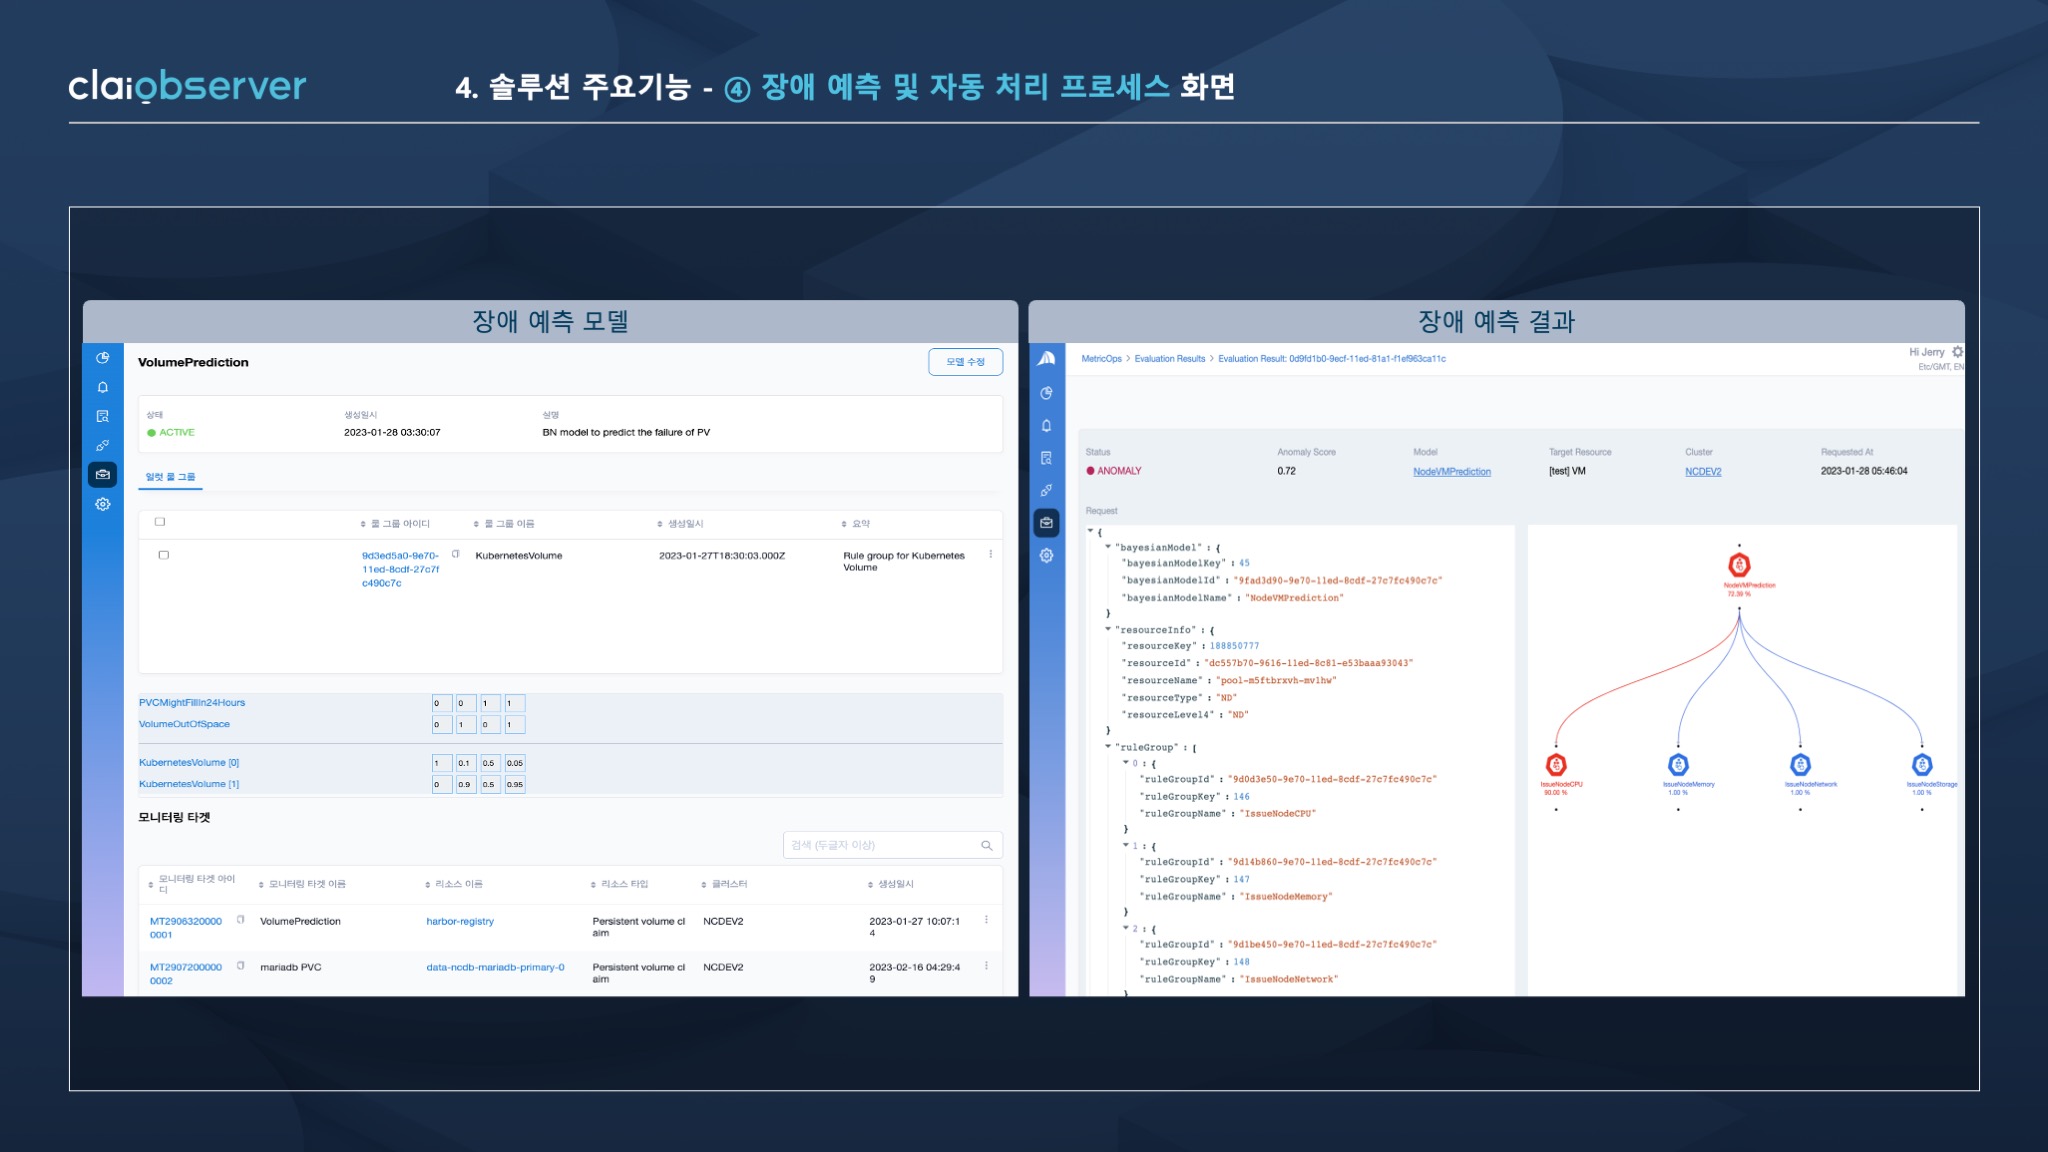 claiobserver
4. 솔루션 주요기능 - ④ 장애 예측 및 자동 처리 프로세스 화면
장애 예측 모델
VolumePrediction
모델 수정
상태
생성일시
설명
ACTIVE
2023-01-28 03:30:07
BN model to predict the failure of PV
알럿 룰 그룹
룰 그룹 아이디
룰 그룹 이름
생성일시
요약
9d3ed5a0-9e70-
11ed-8cdf-27c7f
c490c7c
KubernetesVolume
2023-01-27T18:30:03.000Z
Rule group for Kubernetes
Volume
PVCMightFillIn24Hours
0 0 1 1
VolumeOutOfSpace
0 1 0 1
KubernetesVolume [0]
1 0.1 0.5 0.05
KubernetesVolume [1]
0 0.9 0.5 0.95
모니터링 타겟
검색 (두글자 이상)
모니터링 타겟 아이
디
모니터링 타겟 이름
리소스 이름
리소스 타입
클러스터
생성일시
MT2906320000
0001
VolumePrediction
harbor-registry
Persistent volume cl
aim
NCDEV2
2023-01-27 10:07:1
4
MT2907200000
0002
mariadb PVC
data-ncdb-mariadb-primary-0
Persistent volume cl
aim
NCDEV2
2023-02-16 04:29:4
9
장애 예측 결과
MetricOps > Evaluation Results > Evaluation Result: 0d9fd1b0-9ecf-11ed-81a1-f1ef963ca11c
Hi Jerry
Etc/GMT, EN
Status
Anomaly Score
Model
Target Resource
Cluster
Requested At
ANOMALY
0.72
NodeVMPrediction
[test] VM
NCDEV2
2023-01-28 05:46:04
Request
{
"bayesianModel" : {
"bayesianModelKey" : 45
"bayesianModelId" : "9fad3d90-9e70-11ed-8cdf-27c7fc490c7c"
"bayesianModelName" : "NodeVMPrediction"
}
"resourceInfo" : {
"resourceKey" : 188850777
"resourceId" : "dc557b70-9616-11ed-8c81-e53baaa93043"
"resourceName" : "pool-m5ftbrxvh-mv1hw"
"resourceType" : "ND"
"resourceLevel4" : "ND"
}
"ruleGroup" : [
0 : {
"ruleGroupId" : "9d0d3e50-9e70-11ed-8cdf-27c7fc490c7c"
"ruleGroupKey" : 146
"ruleGroupName" : "IssueNodeCPU"
}
1 : {
"ruleGroupId" : "9d14b860-9e70-11ed-8cdf-27c7fc490c7c"
"ruleGroupKey" : 147
"ruleGroupName" : "IssueNodeMemory"
}
2 : {
"ruleGroupId" : "9d1be450-9e70-11ed-8cdf-27c7fc490c7c"
"ruleGroupKey" : 148
"ruleGroupName" : "IssueNodeNetwork"
}
NodeVMPrediction
72.39 %
IssueNodeCPU
90.00 %
IssueNodeMemory
1.00 %
IssueNodeNetwork
1.00 %
IssueNodeStorage
1.00 %